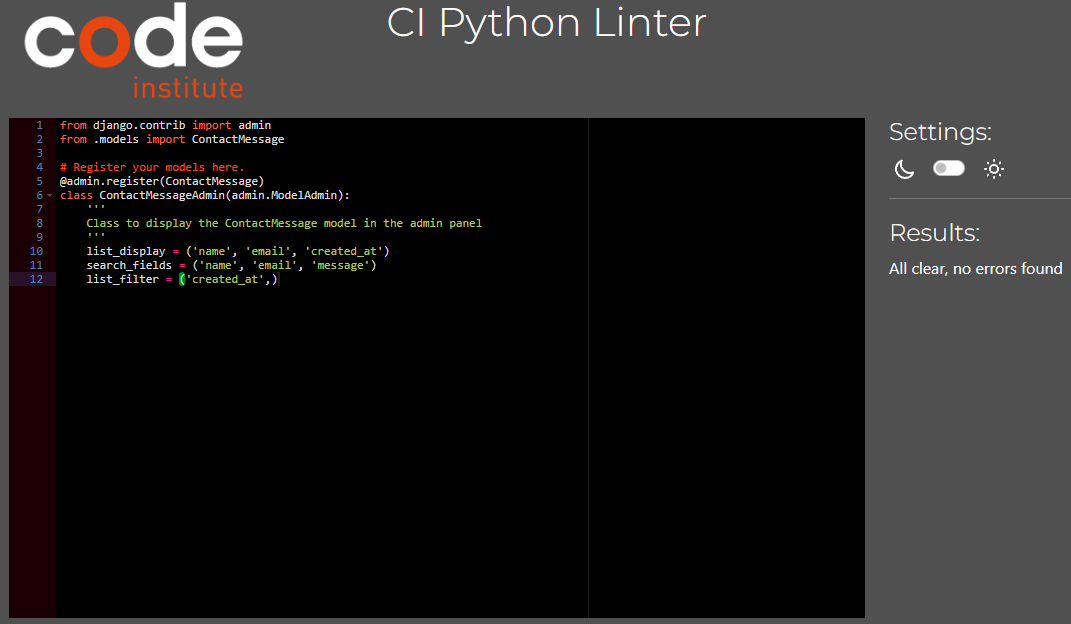 code
institute
CI Python Linter
1 from django.contrib import admin
2 from .models import ContactMessage
3
4 # Register your models here.
5 @admin.register(ContactMessage)
6 class ContactMessageAdmin(admin.ModelAdmin):
7     '''
8     Class to display the ContactMessage model in the admin panel
9     '''
10     list_display = ('name', 'email', 'created_at')
11     search_fields = ('name', 'email', 'message')
12     list_filter = ('created_at',)
Settings:
Results:
All clear, no errors found